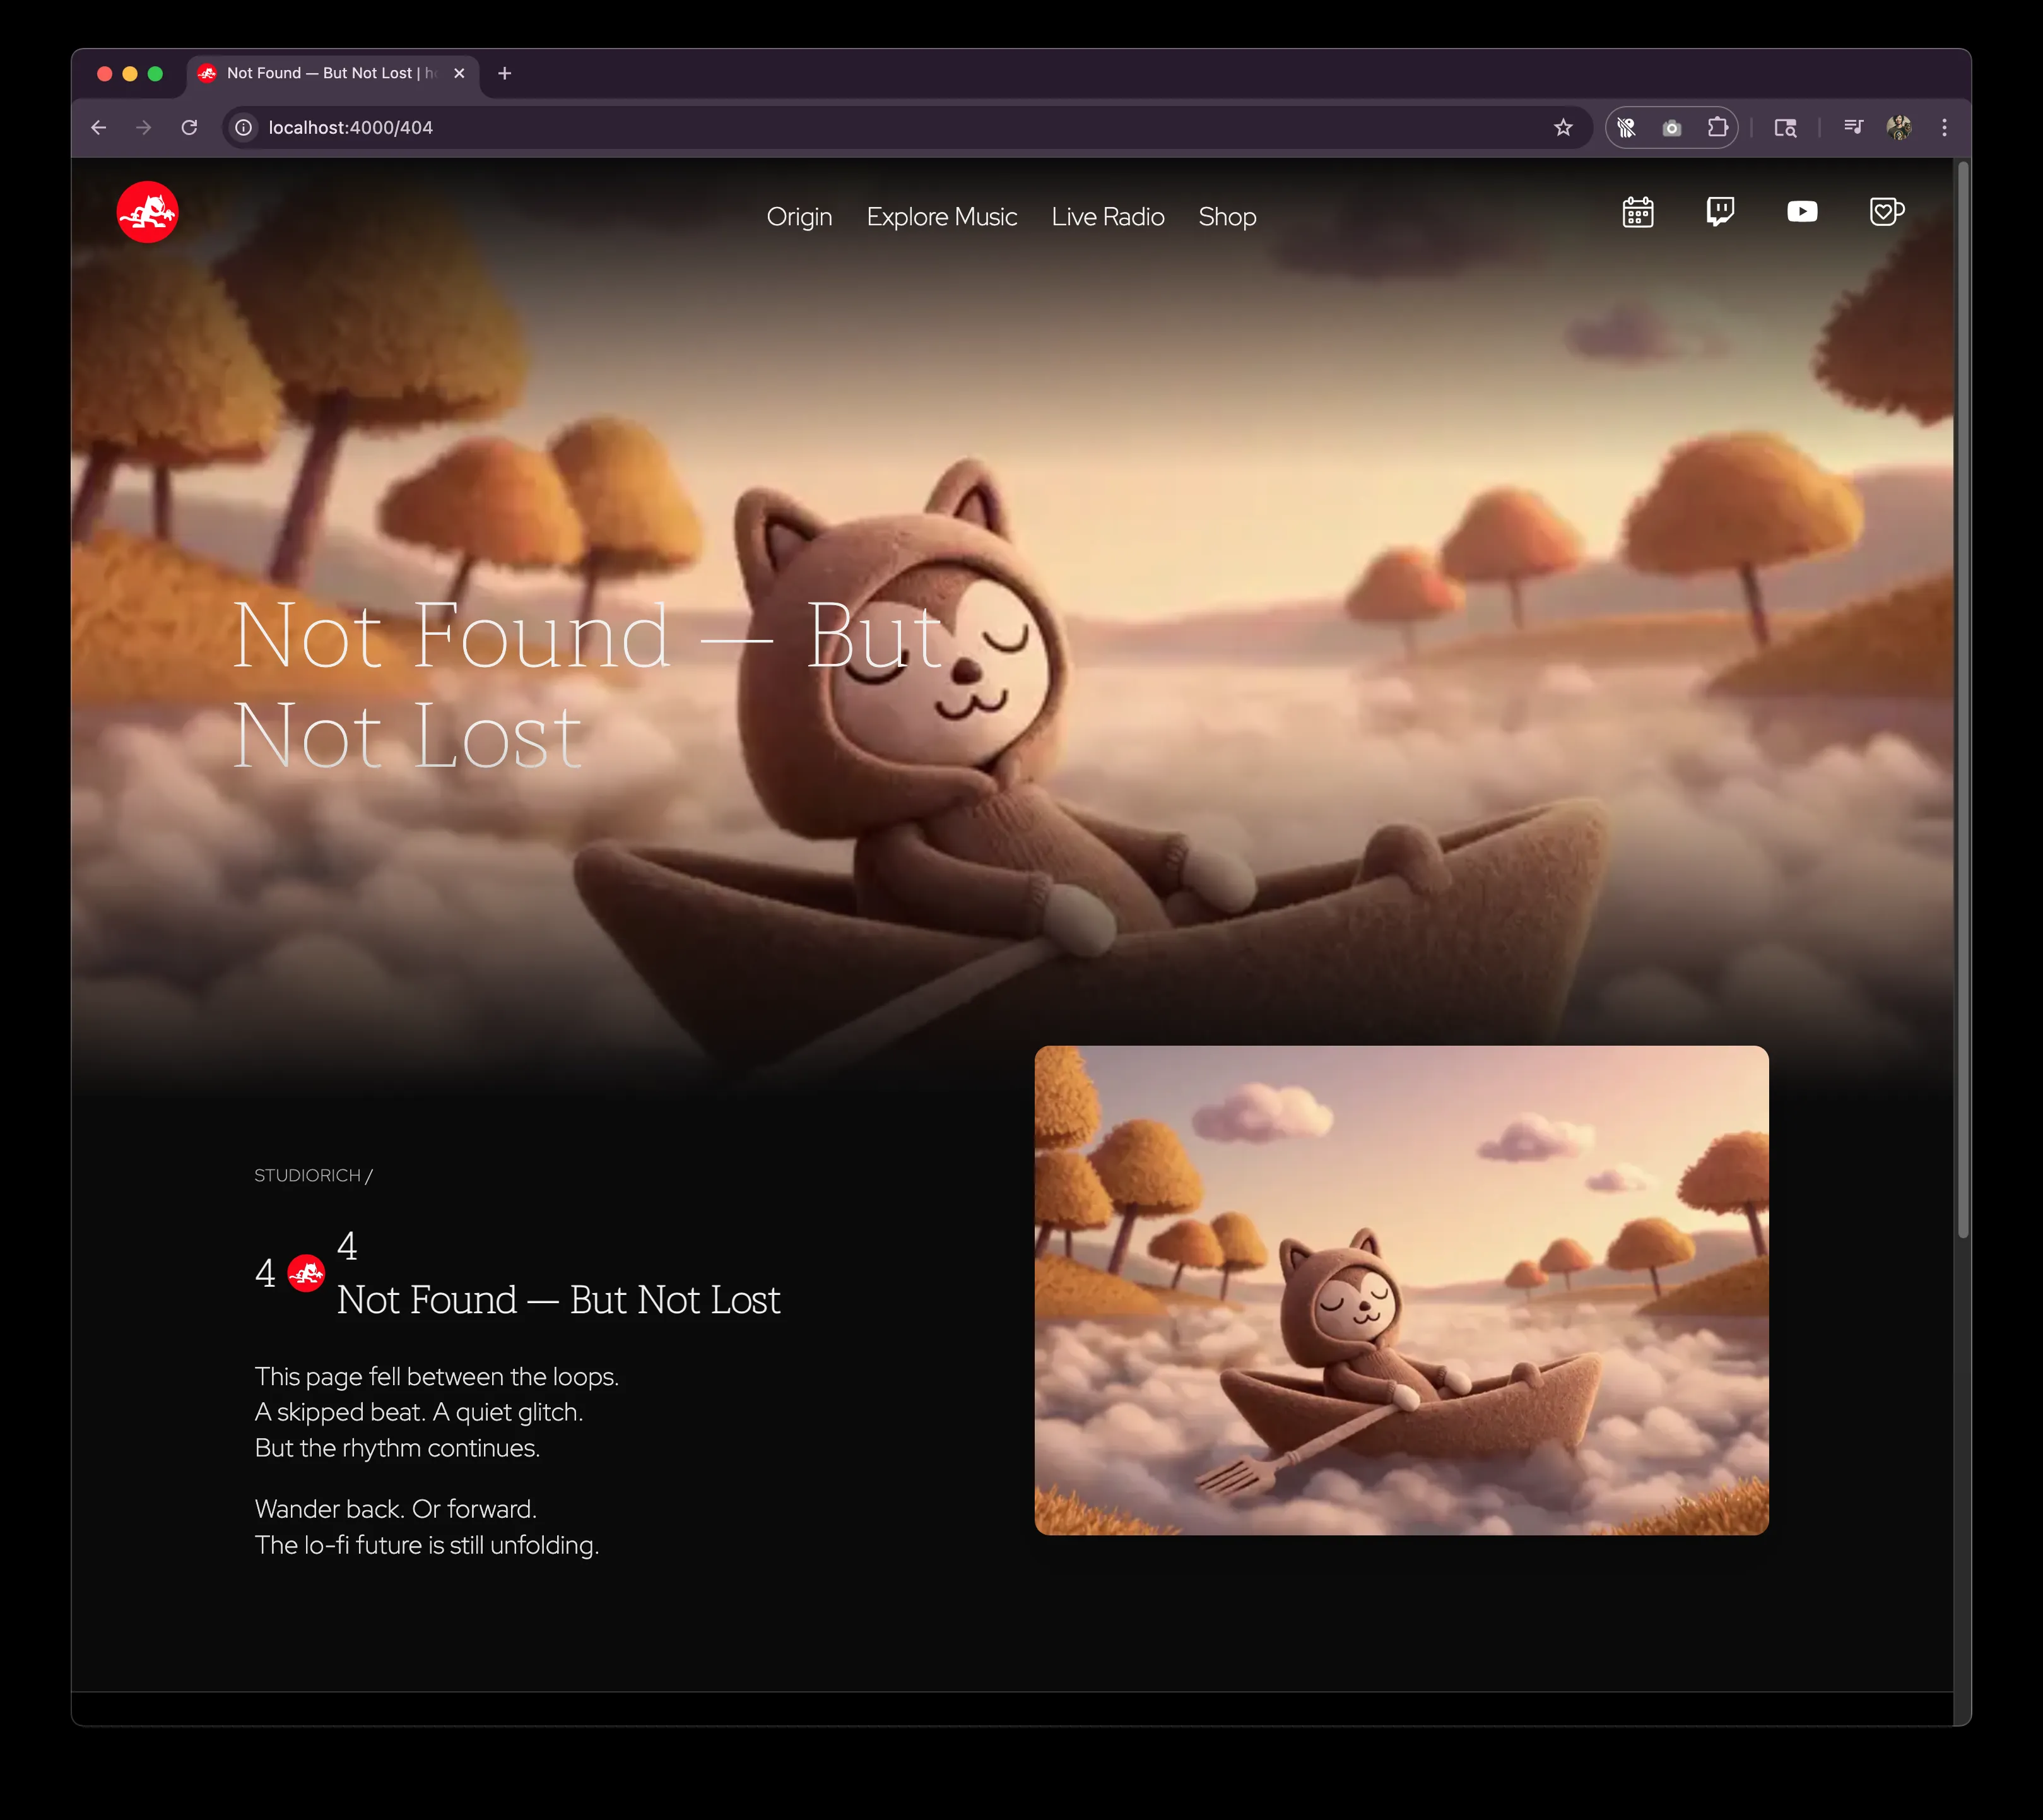 Not Found — But Not Lost | h
localhost:4000/404
Origin Explore Music Live Radio Shop
Not Found — But
Not Lost
STUDIORICH /
4 4
Not Found — But Not Lost
This page fell between the loops.
A skipped beat. A quiet glitch.
But the rhythm continues.
Wander back. Or forward.
The lo-fi future is still unfolding.